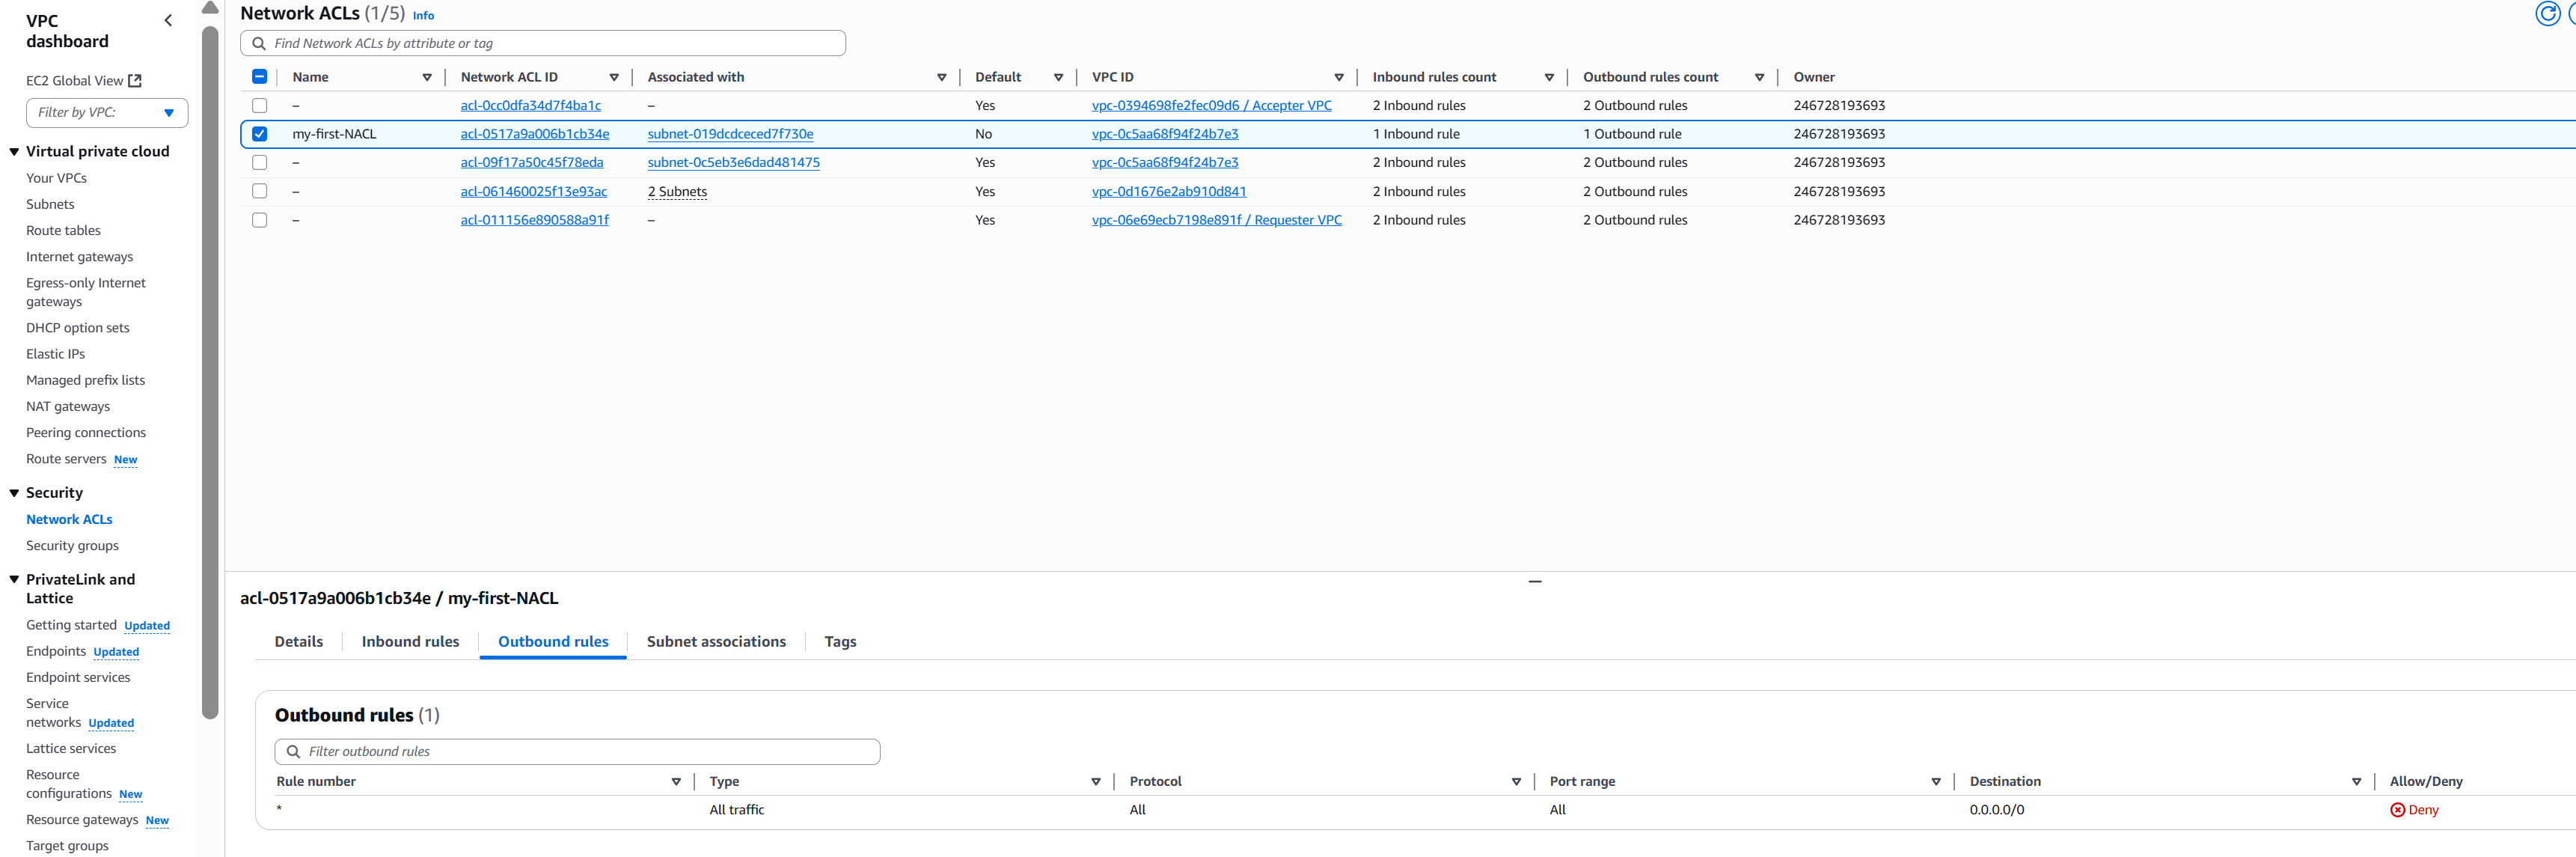 VPC
dashboard
EC2 Global View
Filter by VPC:
Virtual private cloud
Your VPCs
Subnets
Route tables
Internet gateways
Egress-only Internet
gateways
DHCP option sets
Elastic IPs
Managed prefix lists
NAT gateways
Peering connections
Route servers New
Security
Network ACLs
Security groups
PrivateLink and
Lattice
Getting started Updated
Endpoints Updated
Endpoint services
Service
networks Updated
Lattice services
Resource
configurations New
Resource gateways New
Target groups
Network ACLs (1/5) Info
Find Network ACLs by attribute or tag
Name Network ACL ID Associated with Default VPC ID Inbound rules count Outbound rules count Owner
– acl-0cc0dfa34d7f4ba1c – Yes vpc-0394698fe2fec09d6 / Accepter VPC 2 Inbound rules 2 Outbound rules 246728193693
my-first-NACL acl-0517a9a006b1cb34e subnet-019dcdceced7f730e No vpc-0c5aa68f94f24b7e3 1 Inbound rule 1 Outbound rule 246728193693
– acl-09f17a50c45f78eda subnet-0c5eb3e6dad481475 Yes vpc-0c5aa68f94f24b7e3 2 Inbound rules 2 Outbound rules 246728193693
– acl-061460025f13e93ac 2 Subnets Yes vpc-0d1676e2ab910d841 2 Inbound rules 2 Outbound rules 246728193693
– acl-011156e890588a91f – Yes vpc-06e69ecb7198e891f / Requester VPC 2 Inbound rules 2 Outbound rules 246728193693
acl-0517a9a006b1cb34e / my-first-NACL
Details Inbound rules Outbound rules Subnet associations Tags
Outbound rules (1)
Filter outbound rules
Rule number Type Protocol Port range Destination Allow/Deny
* All traffic All All 0.0.0.0/0 Deny